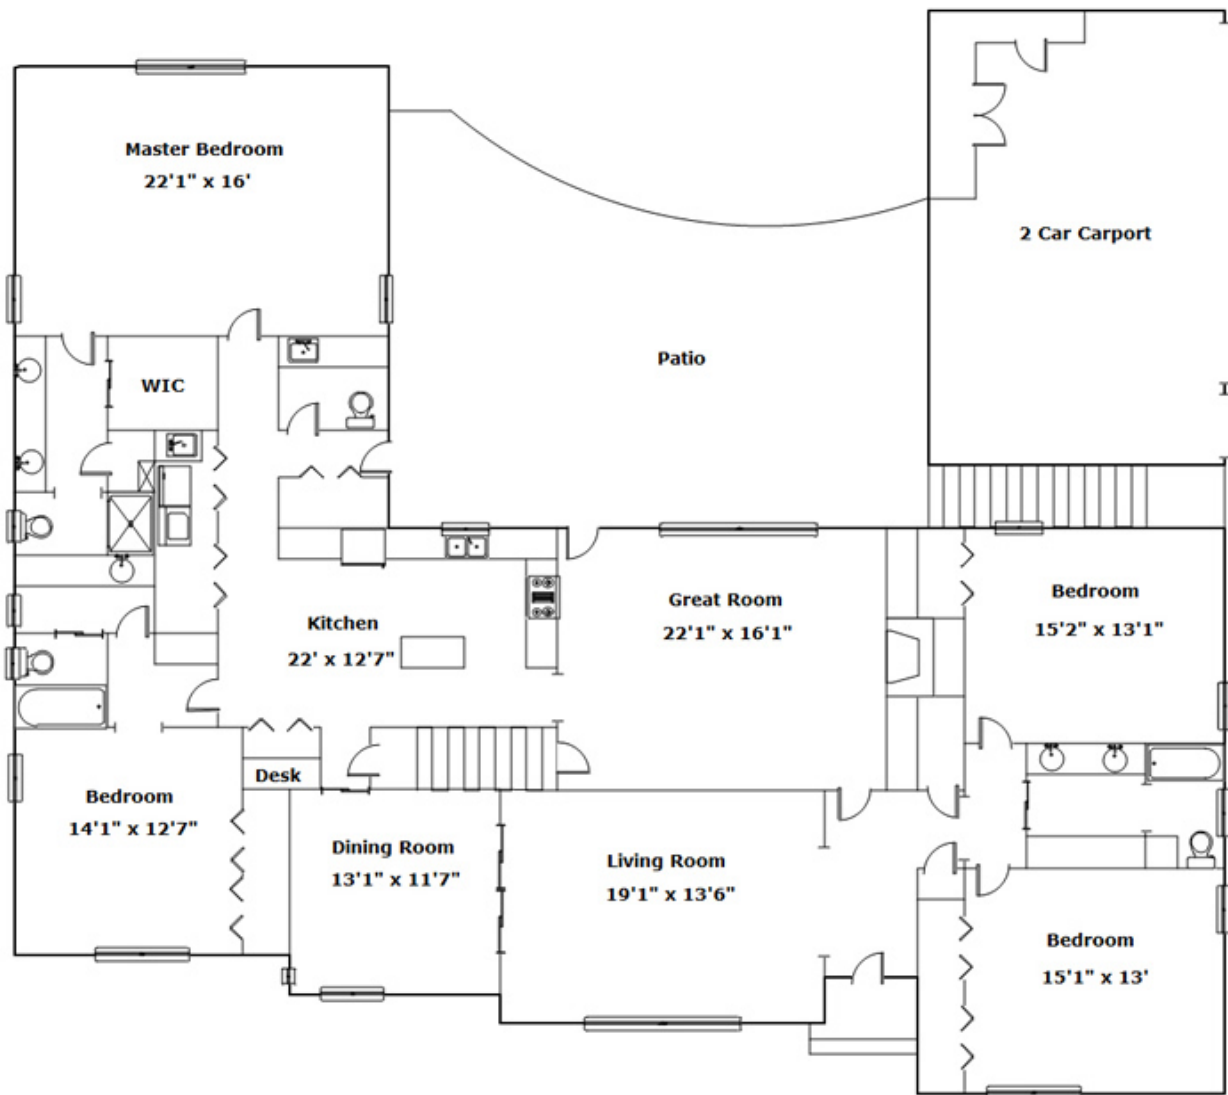 Master Bedroom
22'1" x 16'
2 Car Carport
Patio
WIC
Great Room
22'1" x 16'1"
Bedroom
15'2" x 13'1"
Kitchen
22' x 12'7"
Desk
Bedroom
14'1" x 12'7"
Dining Room
13'1" x 11'7"
Living Room
19'1" x 13'6"
Bedroom
15'1" x 13'